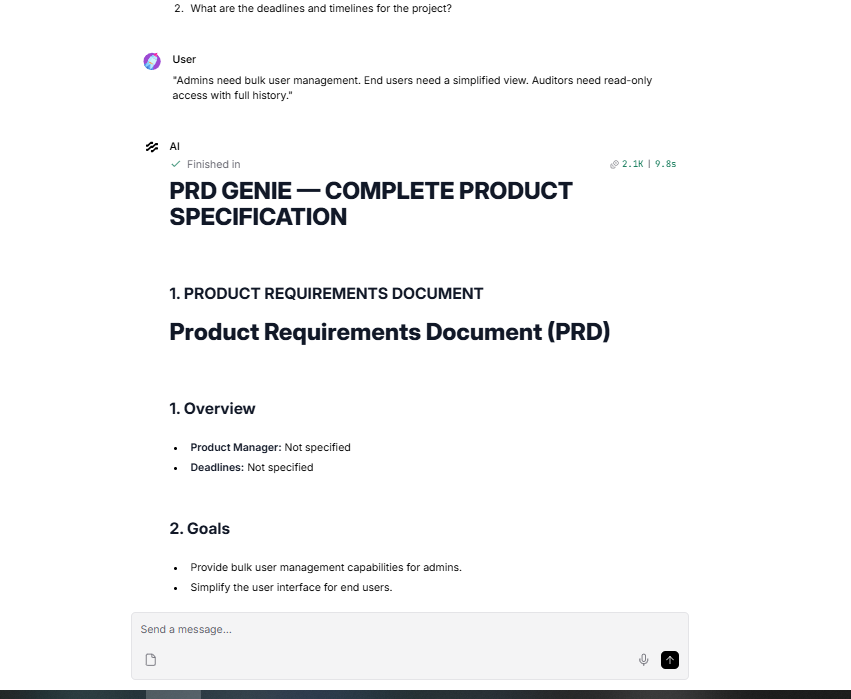 2. What are the deadlines and timelines for the project?
User
"Admins need bulk user management. End users need a simplified view. Auditors need read-only
access with full history."
AI
Finished in
2.1K | 9.8s
PRD GENIE — COMPLETE PRODUCT
SPECIFICATION
1. PRODUCT REQUIREMENTS DOCUMENT
Product Requirements Document (PRD)
1. Overview
• Product Manager: Not specified
• Deadlines: Not specified
2. Goals
• Provide bulk user management capabilities for admins.
• Simplify the user interface for end users.
Send a message...